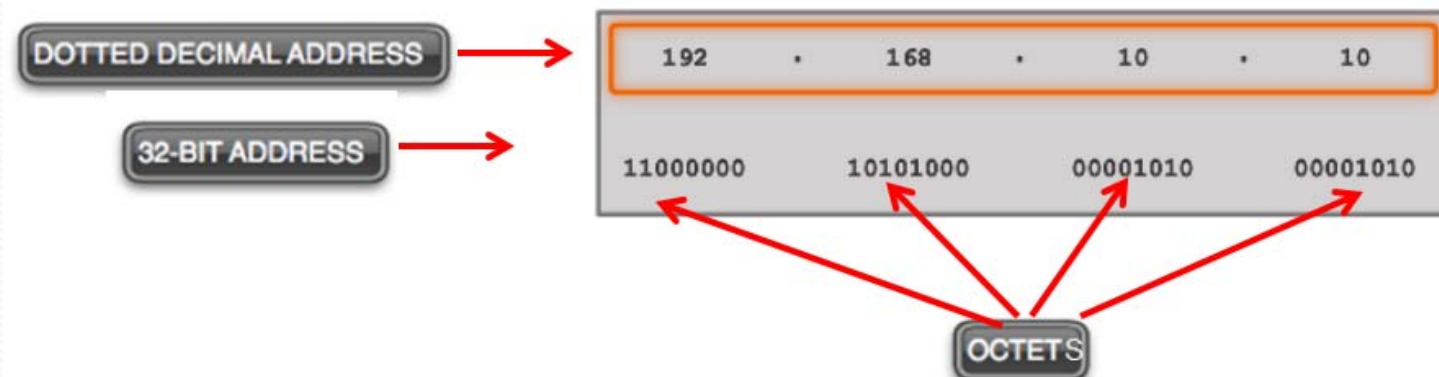 DOTTED DECIMAL ADDRESS
192 . 168 . 10 . 10
32-BIT ADDRESS
11000000 10101000 00001010 00001010
OCTETS